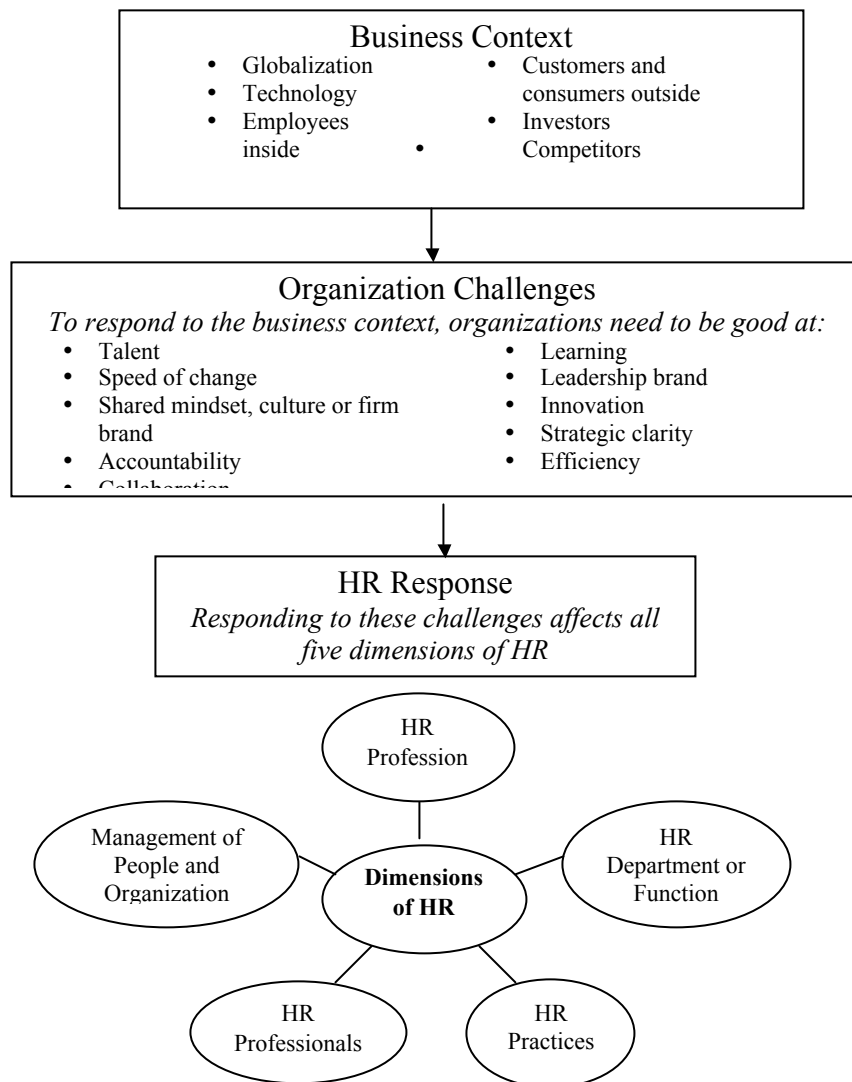 Business Context
• Globalization
• Technology
• Employees
inside
• Customers and
consumers outside
• Investors
• Competitors
Organization Challenges
To respond to the business context, organizations need to be good at:
• Talent
• Speed of change
• Shared mindset, culture or firm
brand
• Accountability
• Collaboration
• Learning
• Leadership brand
• Innovation
• Strategic clarity
• Efficiency
HR Response
Responding to these challenges affects all
five dimensions of HR
HR
Profession
Management of
People and
Organization
HR
Department or
Function
Dimensions
of HR
HR
Professionals
HR
Practices